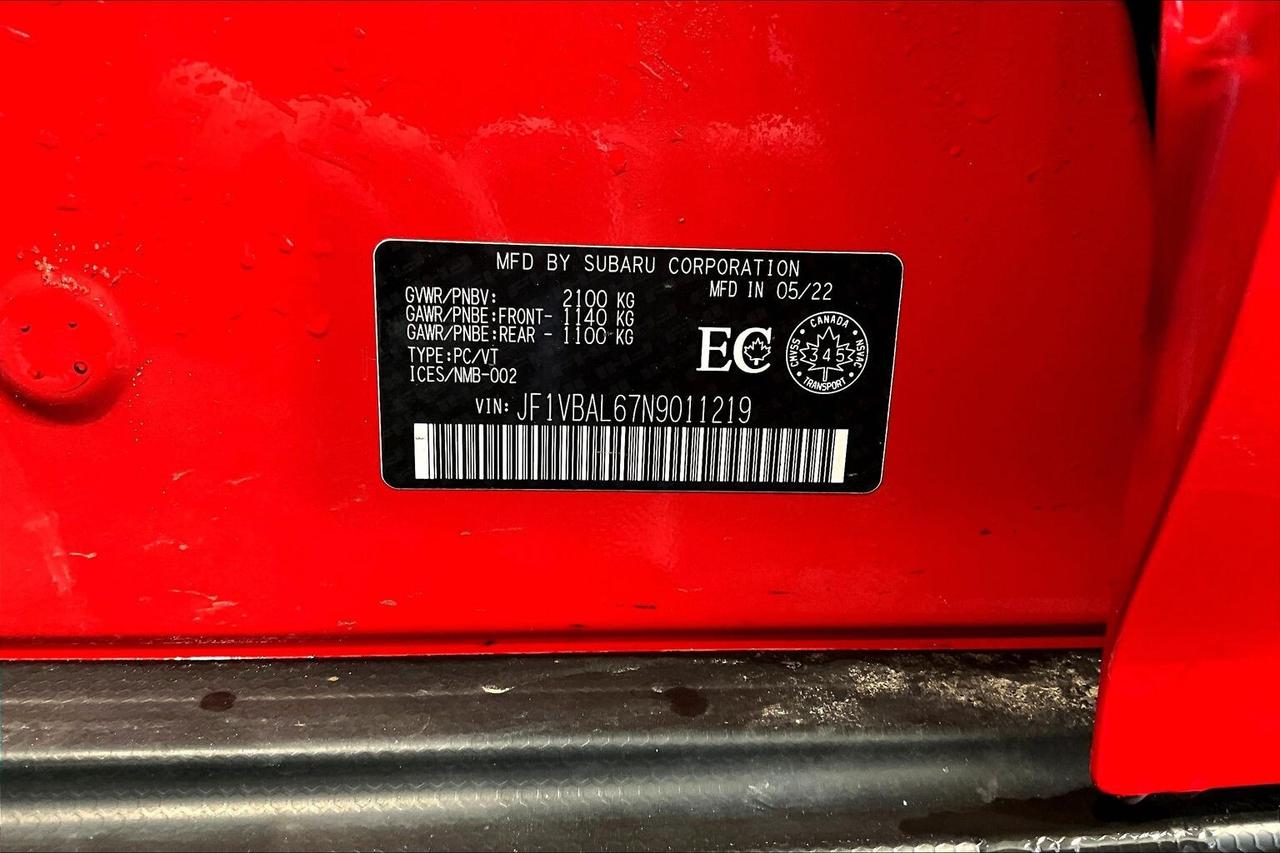 MFD BY SUBARU CORPORATION
MFD IN 05/22
GVWR/PNBV: 2100 KG
GAWR/PNBE:FRONT- 1140 KG
GAWR/PNBE:REAR - 1100 KG
TYPE:PC/VT
ICES/NMB-002
EC
CANADA
CMVSS 345 NSVAC
TRANSPORT
VIN: JF1VBAL67N9011219